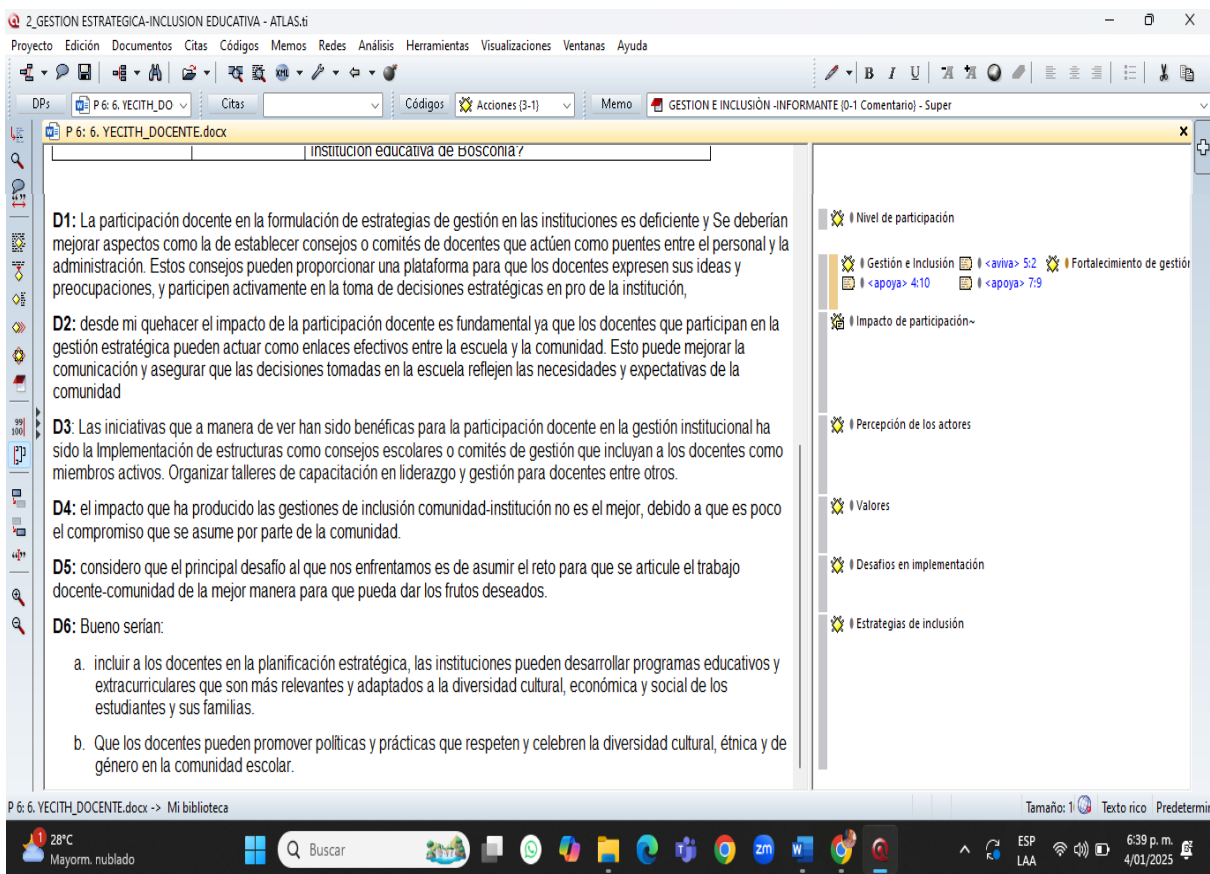 2_GESTION ESTRATEGICA-INCLUSION EDUCATIVA - ATLAS.ti
Proyecto Edición Documentos Citas Códigos Memos Redes Análisis Herramientas Visualizaciones Ventanas Ayuda
DPs P 6: 6. YECITH_DO Citas Códigos Acciones {3-1} Memo GESTION E INCLUSIÒN -INFORMANTE {0-1 Comentario} - Super
P 6: 6. YECITH_DOCENTE.docx
institución educativa de Bosconia?
D1: La participación docente en la formulación de estrategias de gestión en las instituciones es deficiente y Se deberían
mejorar aspectos como la de establecer consejos o comités de docentes que actúen como puentes entre el personal y la
administración. Estos consejos pueden proporcionar una plataforma para que los docentes expresen sus ideas y
preocupaciones, y participen activamente en la toma de decisiones estratégicas en pro de la institución,
D2: desde mi quehacer el impacto de la participación docente es fundamental ya que los docentes que participan en la
gestión estratégica pueden actuar como enlaces efectivos entre la escuela y la comunidad. Esto puede mejorar la
comunicación y asegurar que las decisiones tomadas en la escuela reflejen las necesidades y expectativas de la
comunidad
D3: Las iniciativas que a manera de ver han sido benéficas para la participación docente en la gestión institucional ha
sido la Implementación de estructuras como consejos escolares o comités de gestión que incluyan a los docentes como
miembros activos. Organizar talleres de capacitación en liderazgo y gestión para docentes entre otros.
D4: el impacto que ha producido las gestiones de inclusión comunidad-institución no es el mejor, debido a que es poco
el compromiso que se asume por parte de la comunidad.
D5: considero que el principal desafío al que nos enfrentamos es de asumir el reto para que se articule el trabajo
docente-comunidad de la mejor manera para que pueda dar los frutos deseados.
D6: Bueno serían:
a. incluir a los docentes en la planificación estratégica, las instituciones pueden desarrollar programas educativos y
extracurriculares que son más relevantes y adaptados a la diversidad cultural, económica y social de los
estudiantes y sus familias.
b. Que los docentes pueden promover políticas y prácticas que respeten y celebren la diversidad cultural, étnica y de
género en la comunidad escolar.
Nivel de participación
Gestión e Inclusión <aviva> 5:2 Fortalecimiento de gestión
<apoya> 4:10 <apoya> 7:9
Impacto de participación~
Percepción de los actores
Valores
Desafios en implementación
Estrategias de inclusión
P 6: 6. YECITH_DOCENTE.docx -> Mi biblioteca
Tamaño: 1 Texto rico Predetermi
1 28°C
Mayorm. nublado
Buscar
ESP
LAA
6:39 p. m.
4/01/2025